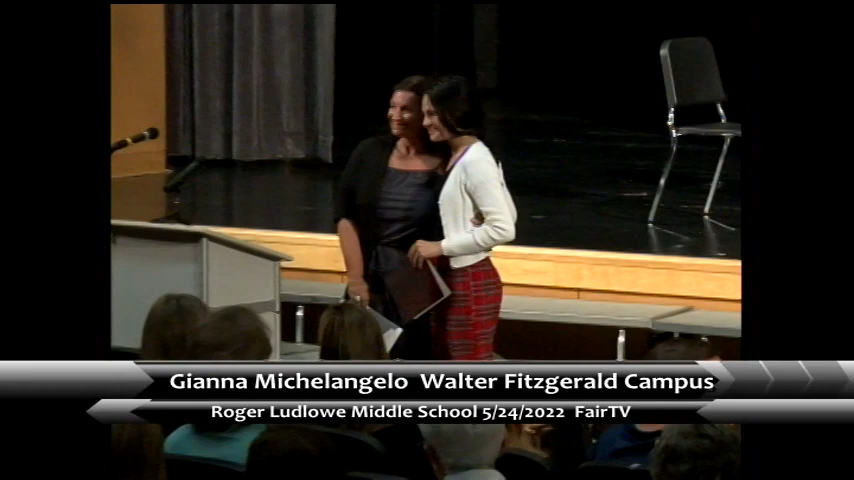 Gianna Michelangelo Walter Fitzgerald Campus
Roger Ludlowe Middle School 5/24/2022 FairTV